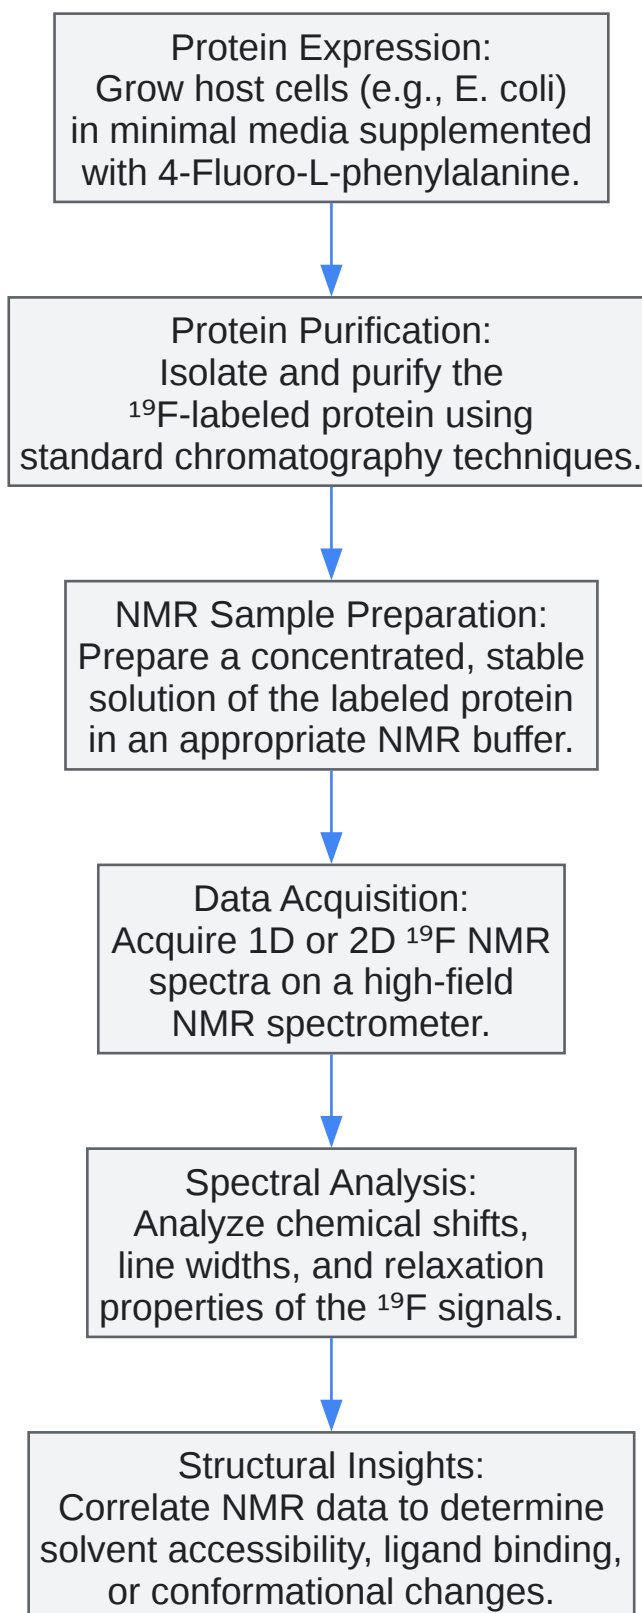 Protein Expression:
Grow host cells (e.g., E. coli)
in minimal media supplemented
with 4-Fluoro-L-phenylalanine.
Protein Purification:
Isolate and purify the
¹⁹F-labeled protein using
standard chromatography techniques.
NMR Sample Preparation:
Prepare a concentrated, stable
solution of the labeled protein
in an appropriate NMR buffer.
Data Acquisition:
Acquire 1D or 2D ¹⁹F NMR
spectra on a high-field
NMR spectrometer.
Spectral Analysis:
Analyze chemical shifts,
line widths, and relaxation
properties of the ¹⁹F signals.
Structural Insights:
Correlate NMR data to determine
solvent accessibility, ligand binding,
or conformational changes.